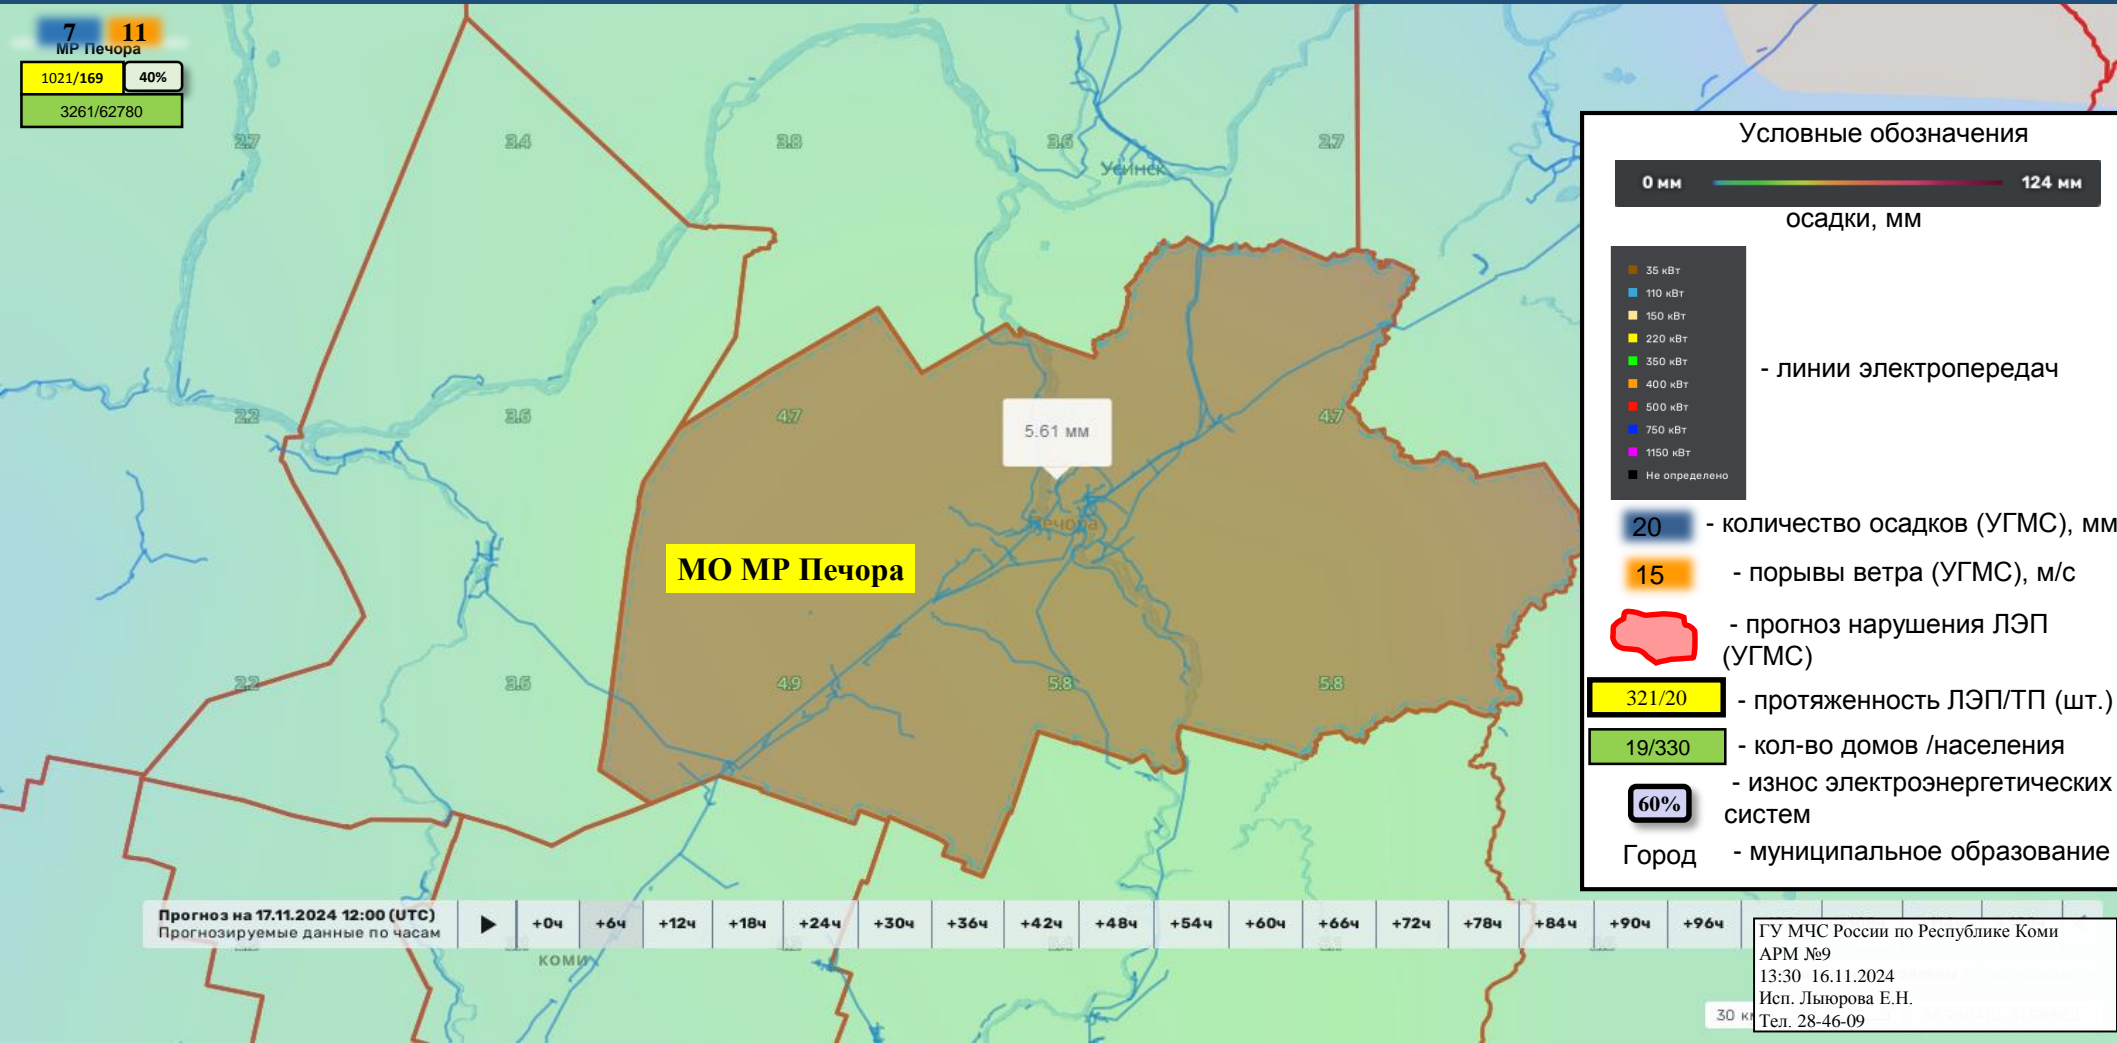 7 11
МР Печора
1021/169 40%
3261/62780
2.7 3.4 3.8 3.6 2.7
Усинск
2.2 3.6 4.7 4.7
5.61 мм
Печора
МО МР Печора
2.2 3.6 4.9 5.8 5.8
Условные обозначения
0 мм 124 мм
осадки, мм
35 кВт
110 кВт
150 кВт
220 кВт
350 кВт
400 кВт
500 кВт
750 кВт
1150 кВт
Не определено
- линии электропередач
20 - количество осадков (УГМС), мм
15 - порывы ветра (УГМС), м/с
- прогноз нарушения ЛЭП
(УГМС)
321/20 - протяженность ЛЭП/ТП (шт.)
19/330 - кол-во домов /населения
60% - износ электроэнергетических
систем
Город - муниципальное образование
Прогноз на 17.11.2024 12:00 (UTC)
Прогнозируемые данные по часам
+0ч +6ч +12ч +18ч +24ч +30ч +36ч +42ч +48ч +54ч +60ч +66ч +72ч +78ч +84ч +90ч +96ч
КОМИ
30 к
ГУ МЧС России по Республике Коми
АРМ №9
13:30 16.11.2024
Исп. Лыюрова Е.Н.
Тел. 28-46-09